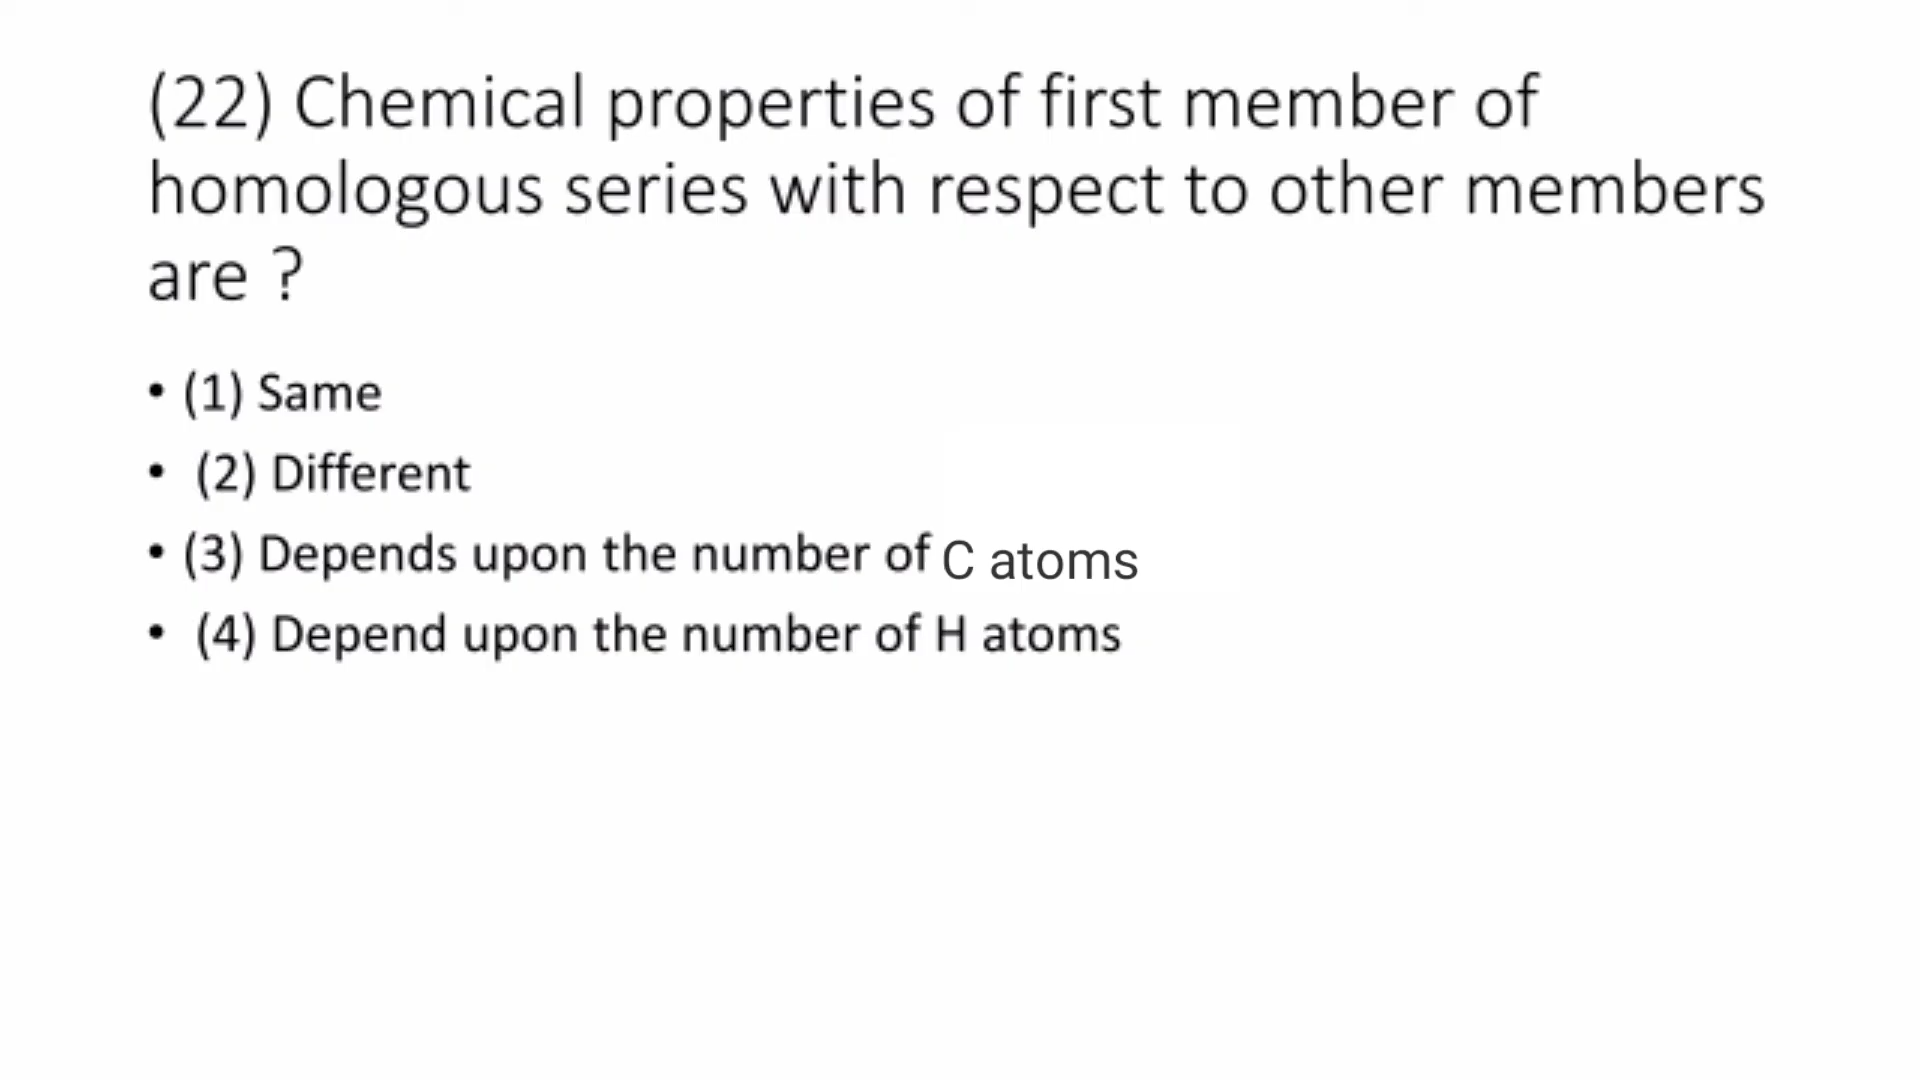 (22) Chemical properties of first member of
homologous series with respect to other members
are ?
• (1) Same
• (2) Different
• (3) Depends upon the number of C atoms
• (4) Depend upon the number of H atoms